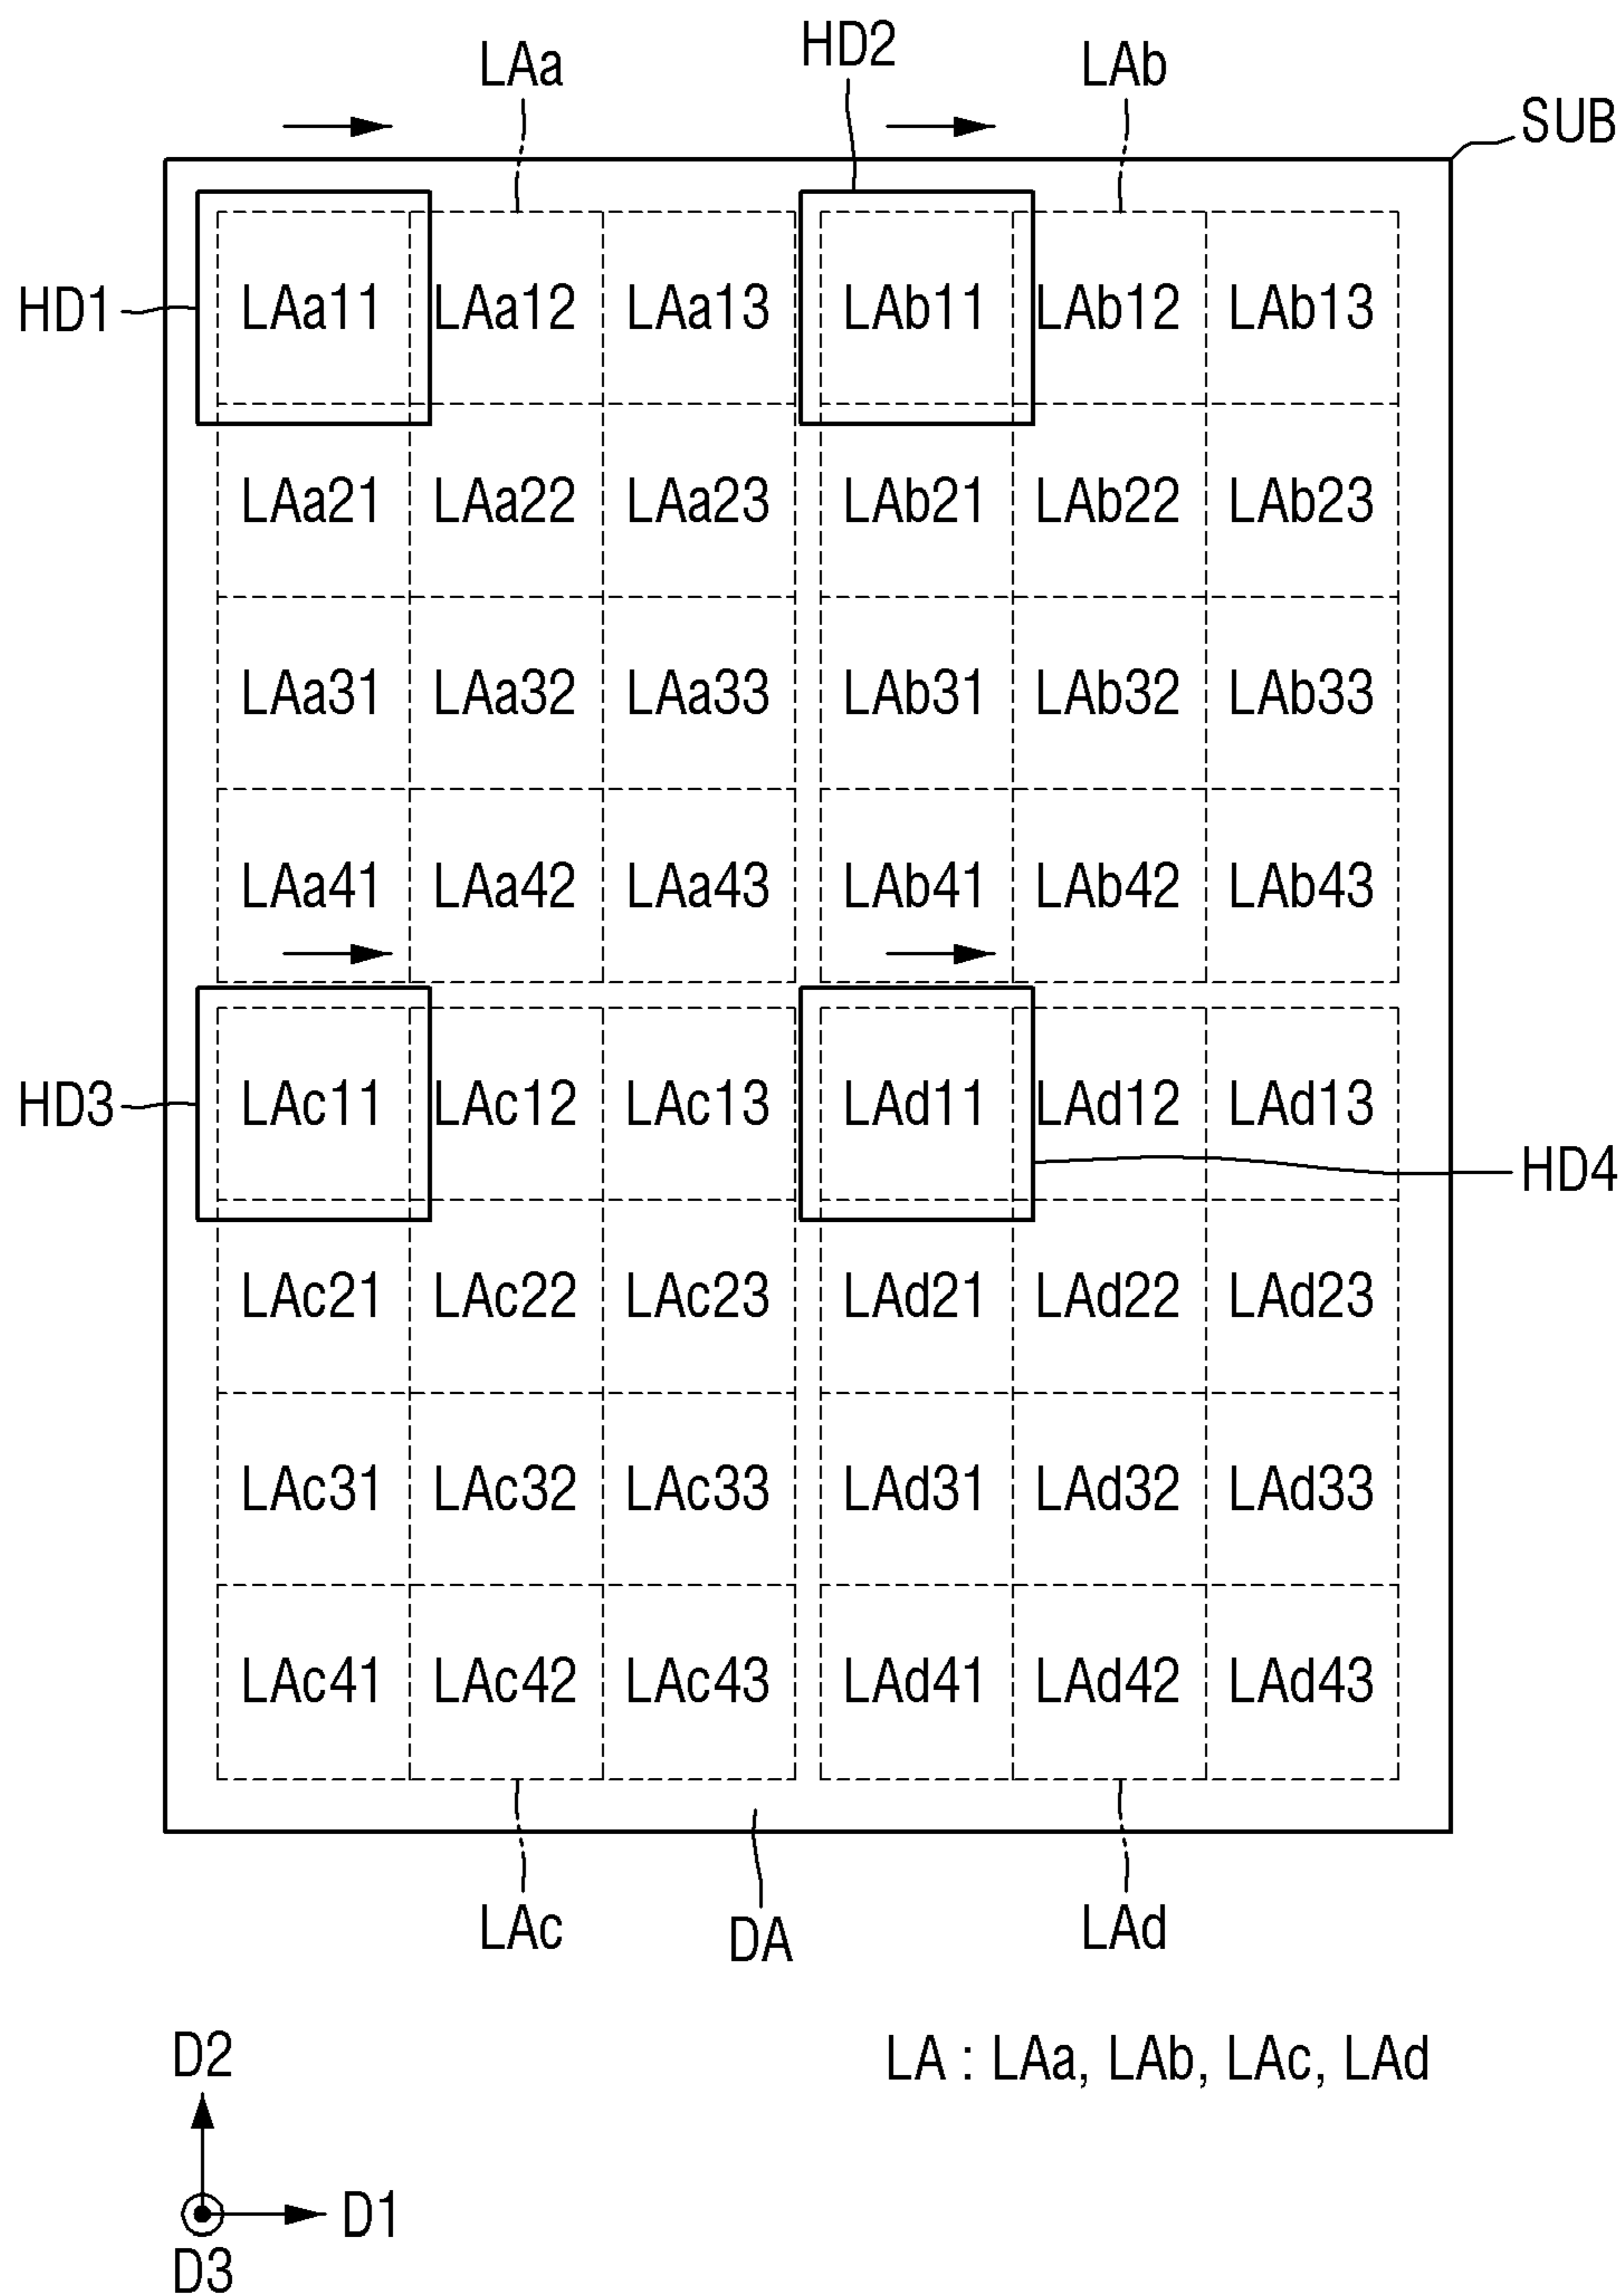 LAa HD2 LAb
SUB
HD1 LAa11 LAa12 LAa13 LAb11 LAb12 LAb13
LAa21 LAa22 LAa23 LAb21 LAb22 LAb23
LAa31 LAa32 LAa33 LAb31 LAb32 LAb33
LAa41 LAa42 LAa43 LAb41 LAb42 LAb43
HD3 LAc11 LAc12 LAc13 LAd11 LAd12 LAd13
HD4
LAc21 LAc22 LAc23 LAd21 LAd22 LAd23
LAc31 LAc32 LAc33 LAd31 LAd32 LAd33
LAc41 LAc42 LAc43 LAd41 LAd42 LAd43
LAc DA LAd
D2 LA : LAa, LAb, LAc, LAd
D1
D3